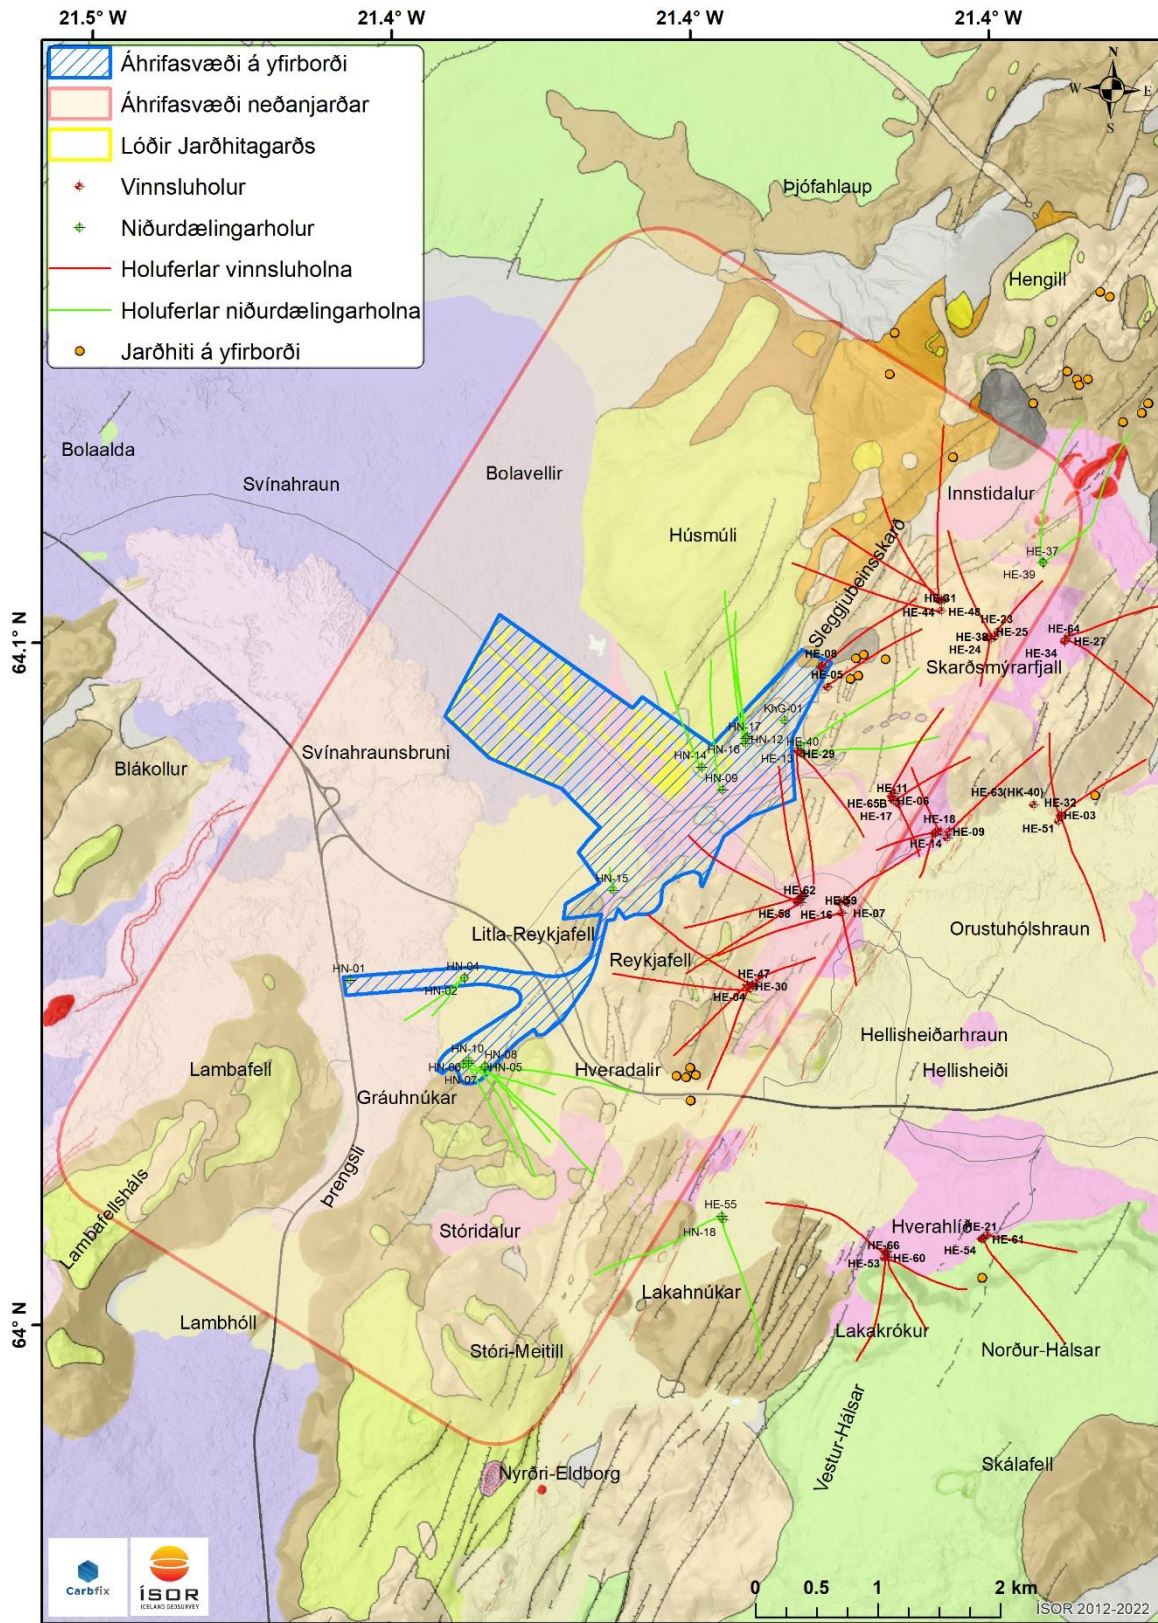 21.5° W
21.4° W
21.4° W
21.4° W
Áhrifasvæði á yfirborði
Áhrifasvæði neðanjarðar
Lóðir Jarðhitagarðs
Vinnsluholur
Niðurdælingarholur
Holuferlar vinnsluholna
Holuferlar niðurdælingarholna
Jarðhiti á yfirborði
N
W
E
S
Þjófahlaup
Hengill
Bolaalda
Svínahraun
Bolavellir
Innstidalur
Húsmúli
Sleggjubeinsskarð
HE-37
HE-39
HE-31
HE-44
HE-48
HE-23
HE-38
HE-25
HE-24
HE-64
HE-34
HE-27
64.1° N
HE-08
HE-05
Skarðsmýrarfjall
KhG-01
HN-17
HN-12
HN-16
HN-14
HE-40
HE-13
HE-29
HN-09
Svínahraunsbruni
Blákollur
HE-11
HE-65B
HE-06
HE-17
HE-63(HK-40)
HE-32
HE-03
HE-51
HE-18
HE-09
HE-14
HN-15
HE-62
HE-58
HE-59
HE-16
HE-07
Litla-Reykjafell
Reykjafell
Orustuhólshraun
HN-01
HN-04
HN-02
HE-47
HE-04
HE-30
Hellisheiðarhraun
Hellisheiði
HN-10
HN-08
HN-06
HN-05
HN-07
Lambafell
Hveradalir
Gráuhnúkar
Þrengsli
Lambafellsháls
Stóridalur
HE-55
HN-18
Hverahlíð
HE-21
HE-61
HE-54
HE-66
HE-53
HE-60
Lakahnúkar
Lambhóll
64° N
Lakakrókur
Stóri-Meitill
Norður-Hálsar
Vestur-Hálsar
Nyrðri-Eldborg
Skálafell
Carbfix
ÍSOR
ICELAND GEOSURVEY
0 0.5 1 2 km
ÍSOR 2012-2022